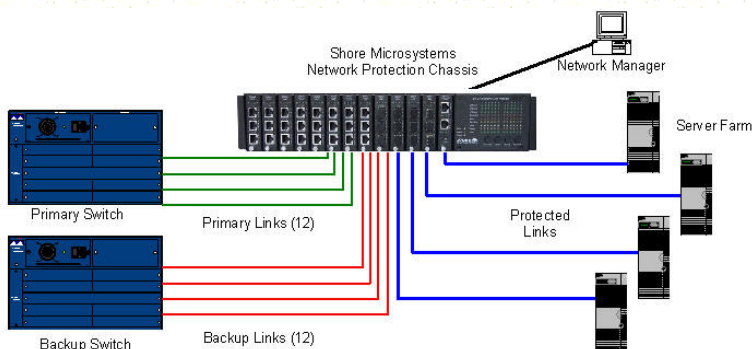 Shore Microsystems
Network Protection Chassis
Network Manager
Server Farm
Primary Switch
Primary Links (12)
Protected
Links
Backup Switch
Backup Links (12)